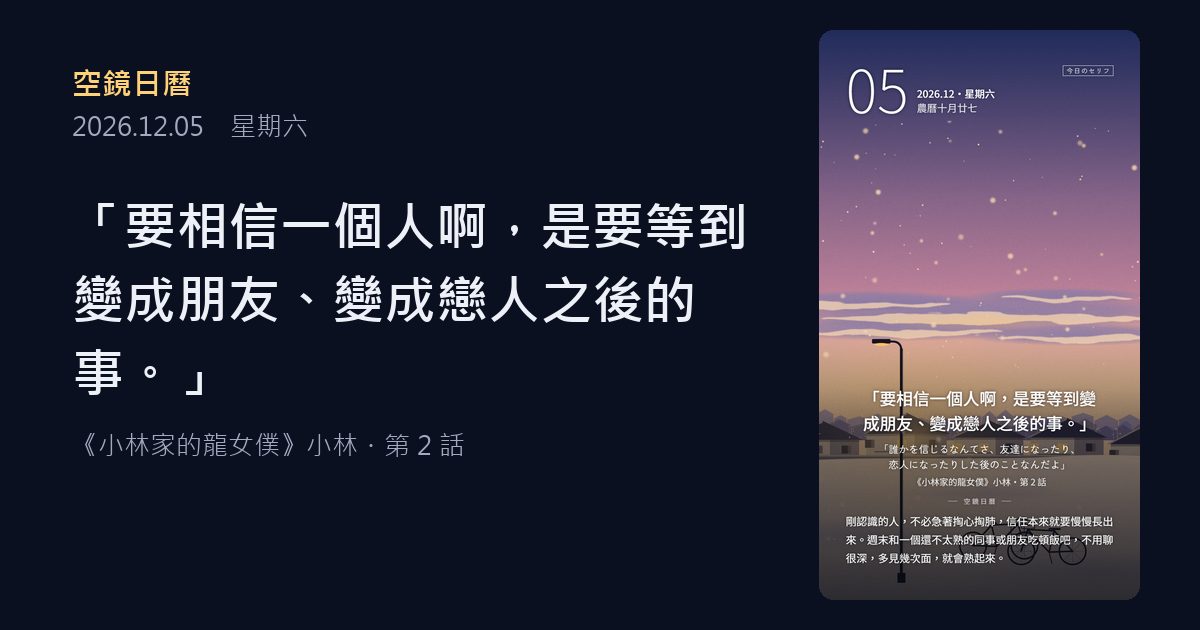 空鏡日曆
2026.12.05 星期六
「要相信一個人啊，是要等到
變成朋友、變成戀人之後的
事。」
《小林家的龍女僕》小林・第 2 話
今日のセリフ
05
2026.12・星期六
農曆十月廿七
「要相信一個人啊，是要等到變
成朋友、變成戀人之後的事。」
「誰かを信じるなんてさ、友達になったり、
恋人になったりした後のことなんだよ」
《小林家的龍女僕》小林・第 2 話
— 空鏡日曆 —
剛認識的人，不必急著掏心掏肺，信任本來就要慢慢長出
來。週末和一個還不太熟的同事或朋友吃頓飯吧，不用聊
很深，多見幾次面，就會熟起來。